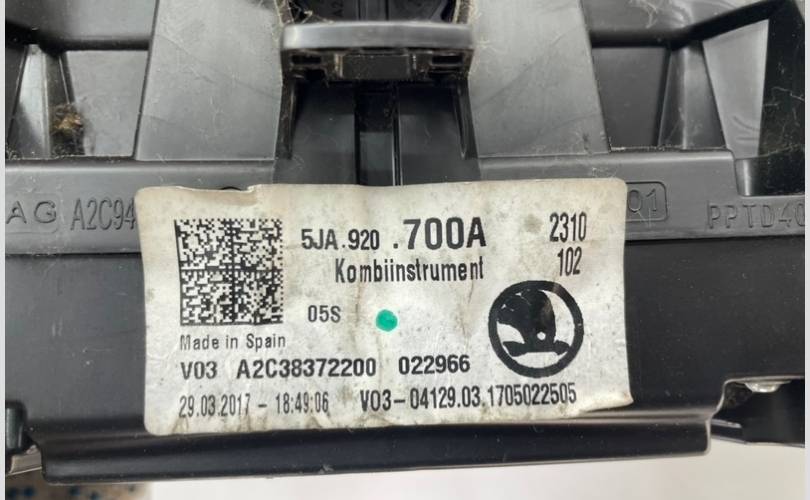 AG A2C94
01
PPTD40
5JA.920 .700A 2310
Kombiinstrument 102
05S
Made in Spain
V03 A2C38372200 022966
29.03.2017 - 18:49:06 V03-04129.03.1705022505